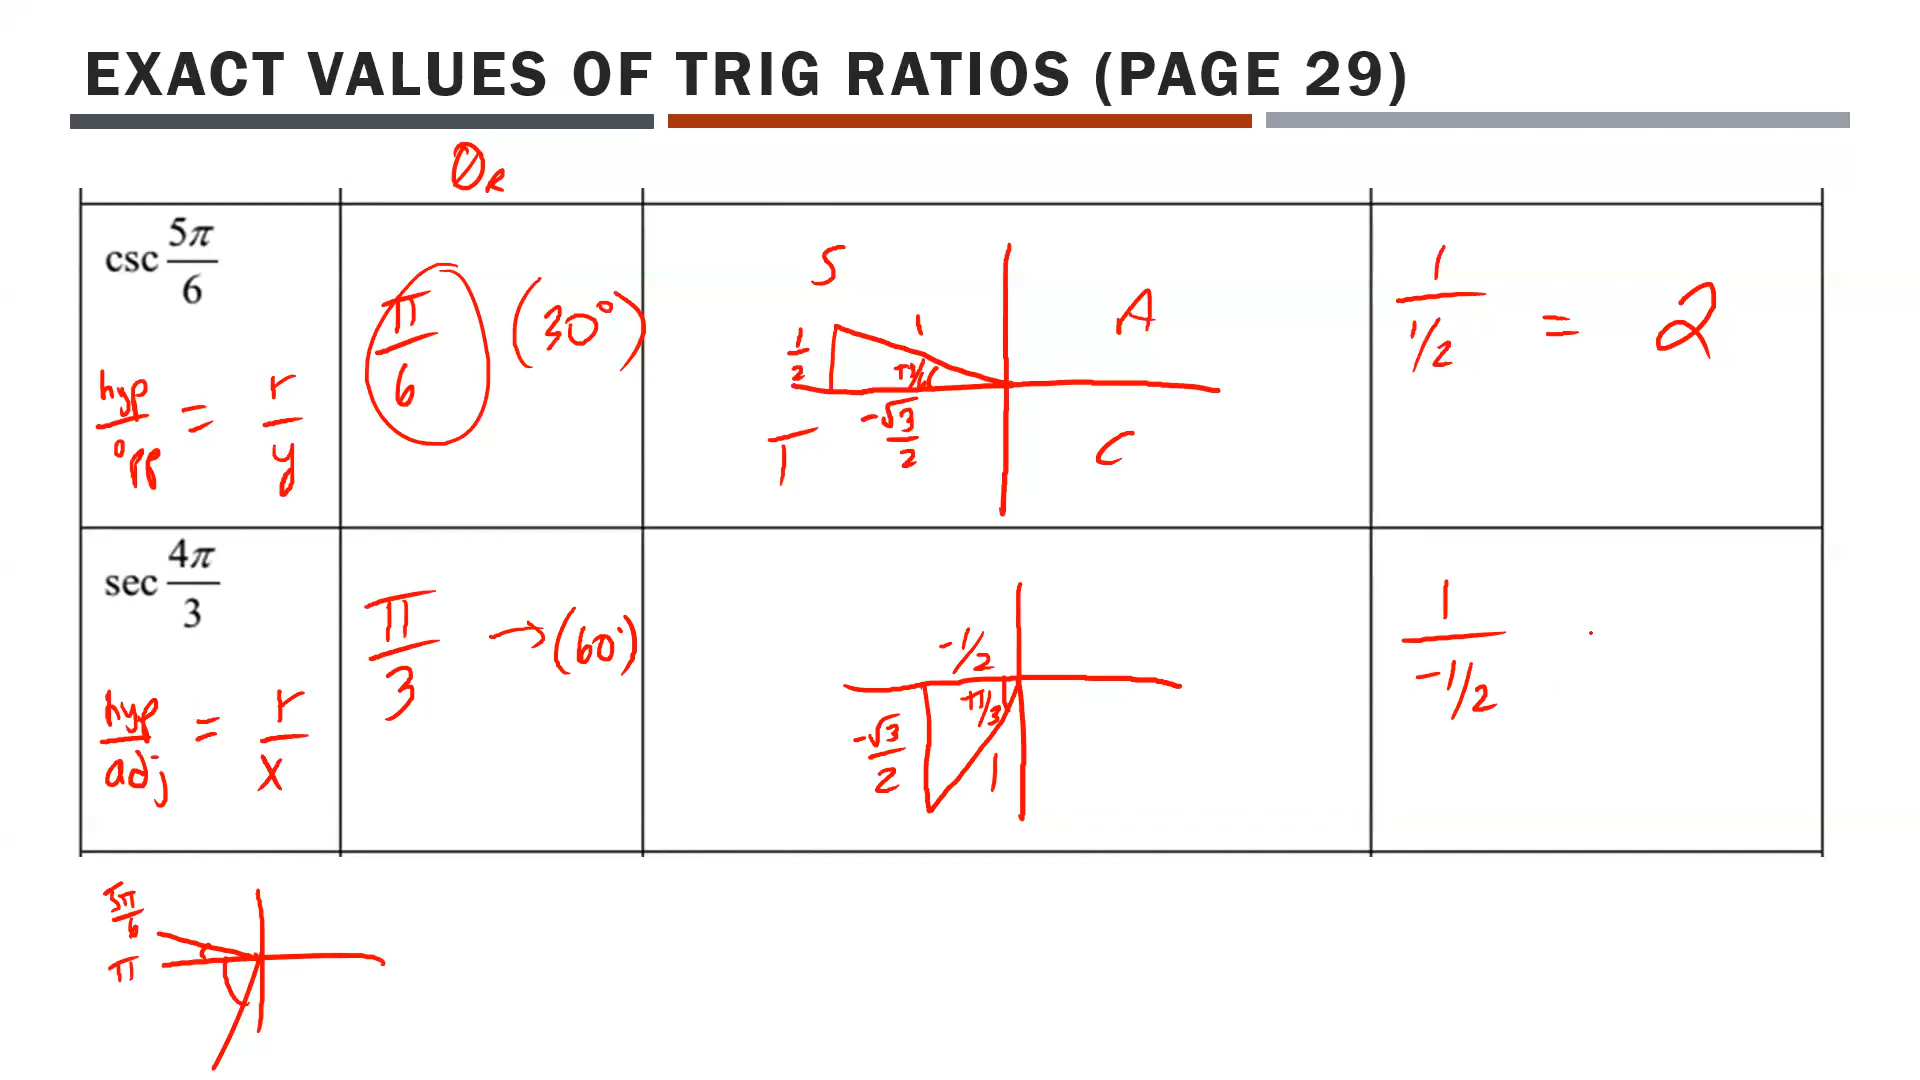 EXACT VALUES OF TRIG RATIOS (PAGE 29)
θR
csc 5π/6
π/6 (30°)
hyp/opp = r/y
S
A
T
C
1/2
1
π/6
-√3/2
1/(1/2) = 2
sec 4π/3
π/3 → (60°)
hyp/adj = r/x
-1/2
π/3
-√3/2
1
1/(-1/2)
5π/6
π